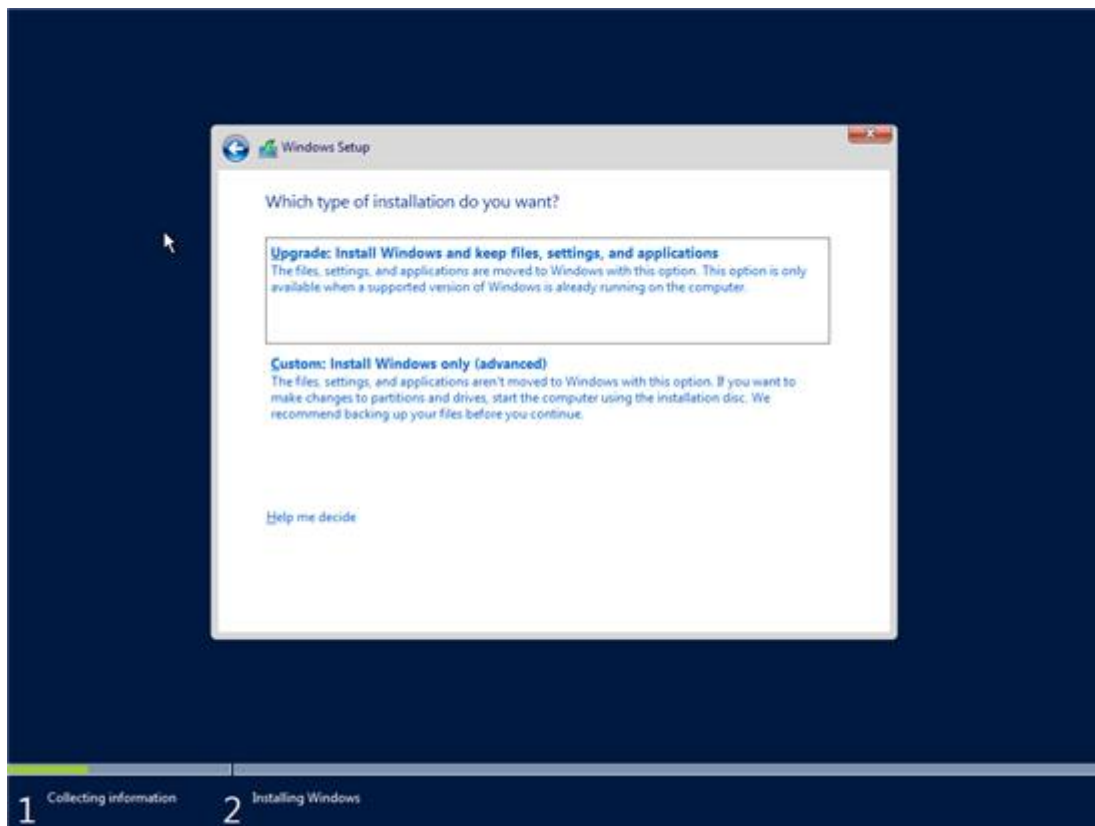 Windows Setup
Which type of installation do you want?
Upgrade: Install Windows and keep files, settings, and applications
The files, settings, and applications are moved to Windows with this option. This option is only
available when a supported version of Windows is already running on the computer.
Custom: Install Windows only (advanced)
The files, settings, and applications aren't moved to Windows with this option. If you want to
make changes to partitions and drives, start the computer using the installation disc. We
recommend backing up your files before you continue.
Help me decide
1 Collecting information
2 Installing Windows